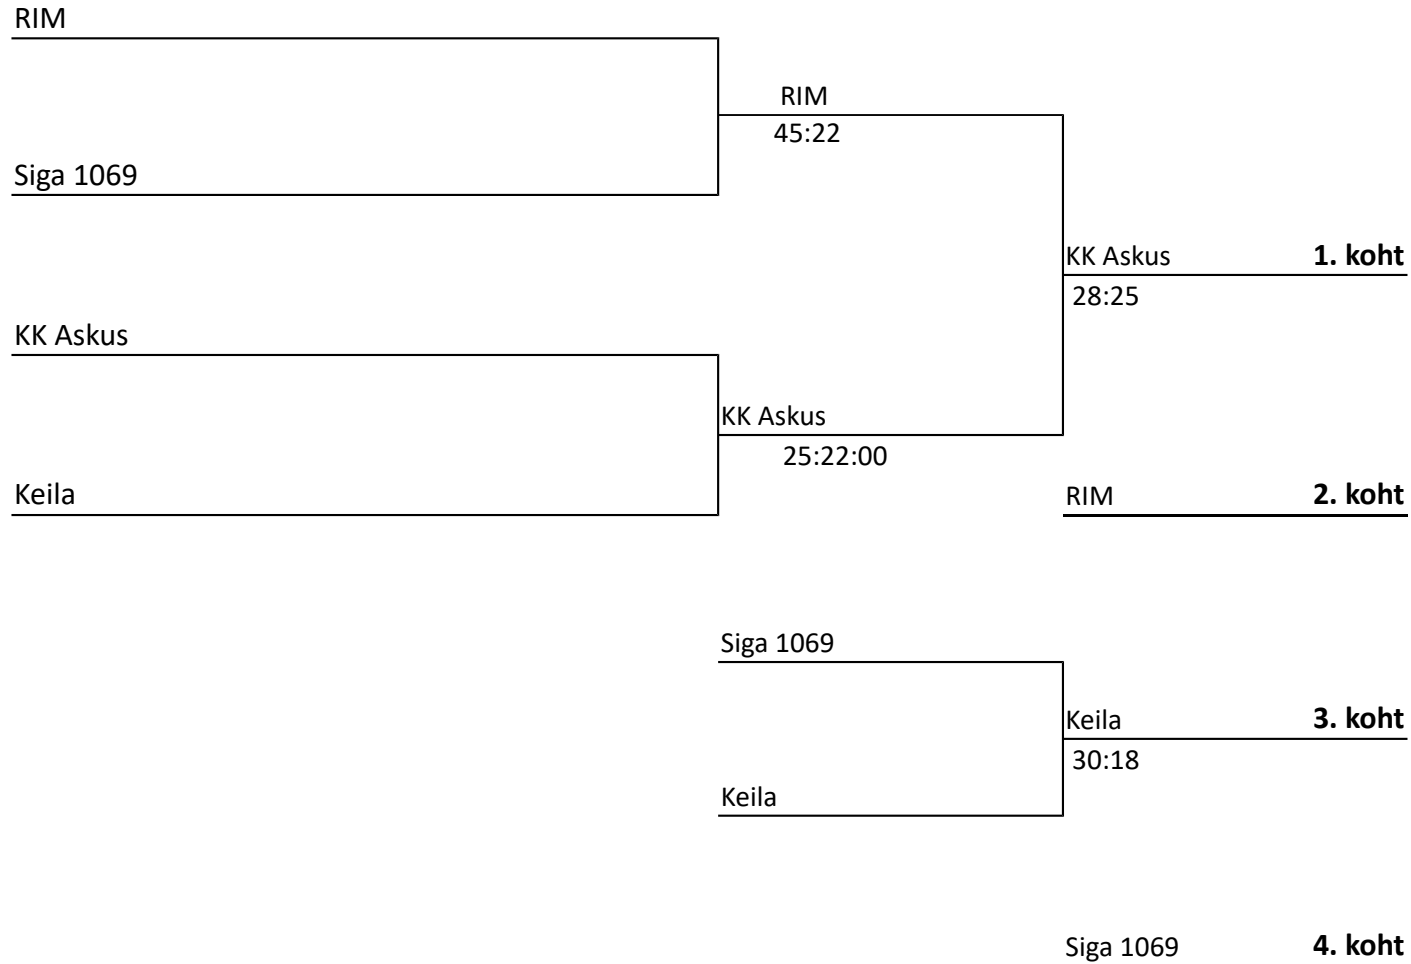 RIM
RIM
45:22
Siga 1069
KK Askus 1. koht
28:25
KK Askus
KK Askus
25:22:00
Keila
RIM 2. koht
Siga 1069
Keila 3. koht
30:18
Keila
Siga 1069 4. koht